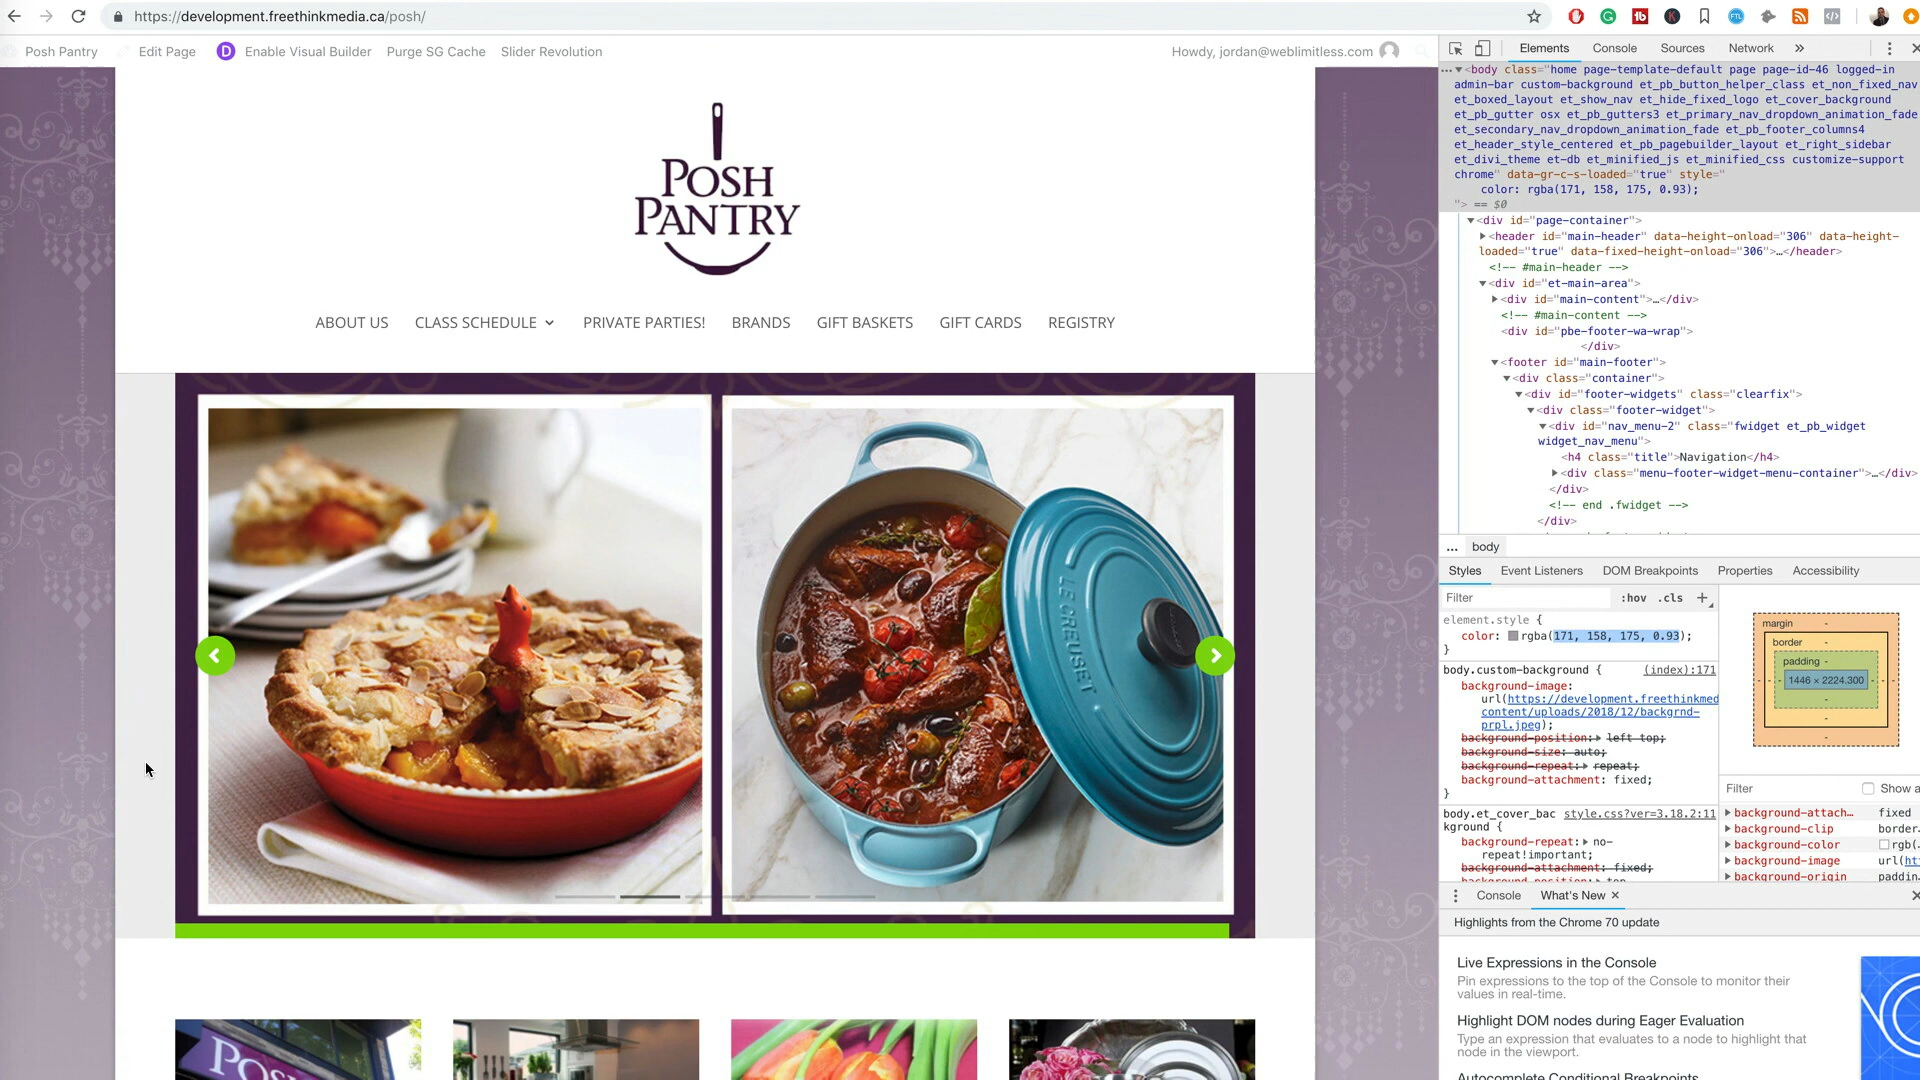 https://development.freethinkmedia.ca/posh/
Posh Pantry
Edit Page
D
Enable Visual Builder
Purge SG Cache
Slider Revolution
Howdy, jordan@weblimitless.com
POSH
PANTRY
ABOUT US
CLASS SCHEDULE
PRIVATE PARTIES!
BRANDS
GIFT BASKETS
GIFT CARDS
REGISTRY
LE CREUSET
POS
Elements
Console
Sources
Network
»
… ▼<body class="home page-template-default page page-id-46 logged-in
admin-bar custom-background et_pb_button_helper_class et_non_fixed_nav
et_boxed_layout et_show_nav et_hide_fixed_logo et_cover_background
et_pb_gutter osx et_pb_gutters3 et_primary_nav_dropdown_animation_fade
et_secondary_nav_dropdown_animation_fade et_pb_footer_columns4
et_header_style_centered et_pb_pagebuilder_layout et_right_sidebar
et_divi_theme et-db et_minified_js et_minified_css customize-support
chrome" data-gr-c-s-loaded="true" style="
color: rgba(171, 158, 175, 0.93);
"> == $0
▼<div id="page-container">
▶<header id="main-header" data-height-onload="306" data-height-
loaded="true" data-fixed-height-onload="306">…</header>
<!-- #main-header -->
▼<div id="et-main-area">
▶<div id="main-content">…</div>
<!-- #main-content -->
<div id="pbe-footer-wa-wrap">
</div>
▼<footer id="main-footer">
▼<div class="container">
▼<div id="footer-widgets" class="clearfix">
▼<div class="footer-widget">
▼<div id="nav_menu-2" class="fwidget et_pb_widget
widget_nav_menu">
<h4 class="title">Navigation</h4>
▶<div class="menu-footer-widget-menu-container">…</div>
</div>
<!-- end .fwidget -->
</div>
... body
Styles
Event Listeners
DOM Breakpoints
Properties
Accessibility
Filter
:hov .cls +
element.style {
color: rgba(171, 158, 175, 0.93);
}
body.custom-background { (index):171
background-image:
url(https://development.freethinkmed
content/uploads/2018/12/backgrnd-
prpl.jpeg);
background-position:▶ left top;
background-size: auto;
background-repeat:▶ repeat;
background-attachment: fixed;
}
body.et_cover_bac style.css?ver=3.18.2:11
kground {
background-repeat:▶ no-
repeat!important;
background-attachment: fixed;
background-position: top
margin -
border -
padding -
1446 × 2224.300
Filter
Show a
▶ background-attach… fixed
▶ background-clip border…
▶ background-color rgb(…
▶ background-image url(ht
▶ background-origin paddin…
Console
What's New ×
Highlights from the Chrome 70 update
Live Expressions in the Console
Pin expressions to the top of the Console to monitor their
values in real-time.
Highlight DOM nodes during Eager Evaluation
Type an expression that evaluates to a node to highlight that
node in the viewport.
Autocomplete Conditional Breakpoints